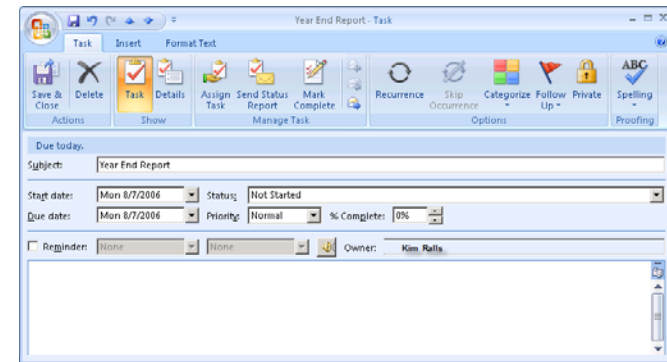 Year End Report - Task
Task Insert Format Text
Save & Close Delete Task Details Assign Task Send Status Report Mark Complete Recurrence Skip Occurrence Categorize Follow Up Private ABC Spelling
Actions Show Manage Task Options Proofing
Due today.
Subject: Year End Report
Start date: Mon 8/7/2006 Status: Not Started
Due date: Mon 8/7/2006 Priority: Normal % Complete: 0%
Reminder: None None Owner: Kim Ralls